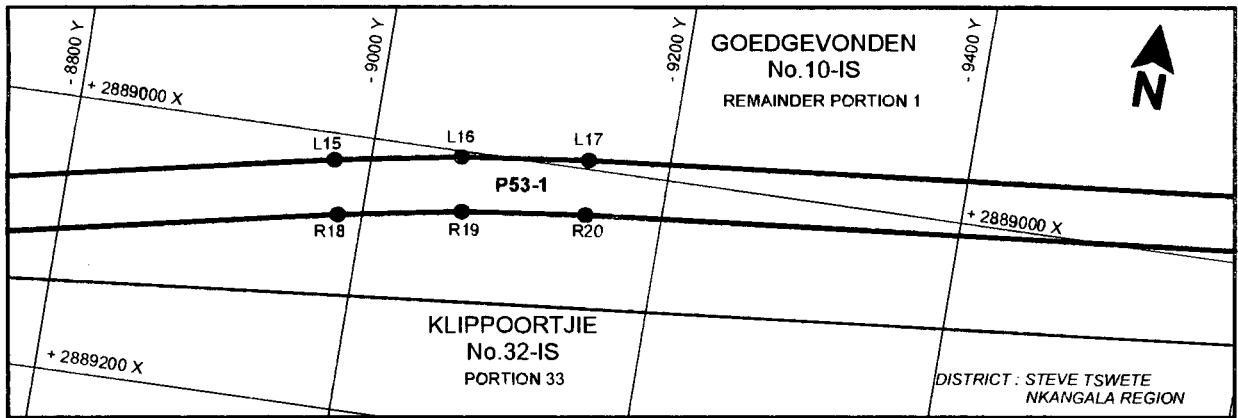 - 8800 Y
- 9000 Y
- 9200 Y
- 9400 Y
GOEDGEVONDEN
No.10-IS
REMAINDER PORTION 1
N
+ 2889000 X
L15
L16
L17
P53-1
R18
R19
R20
+ 2889000 X
KLIPPOORTJIE
No.32-IS
PORTION 33
+ 2889200 X
DISTRICT : STEVE TSWETE
NKANGALA REGION